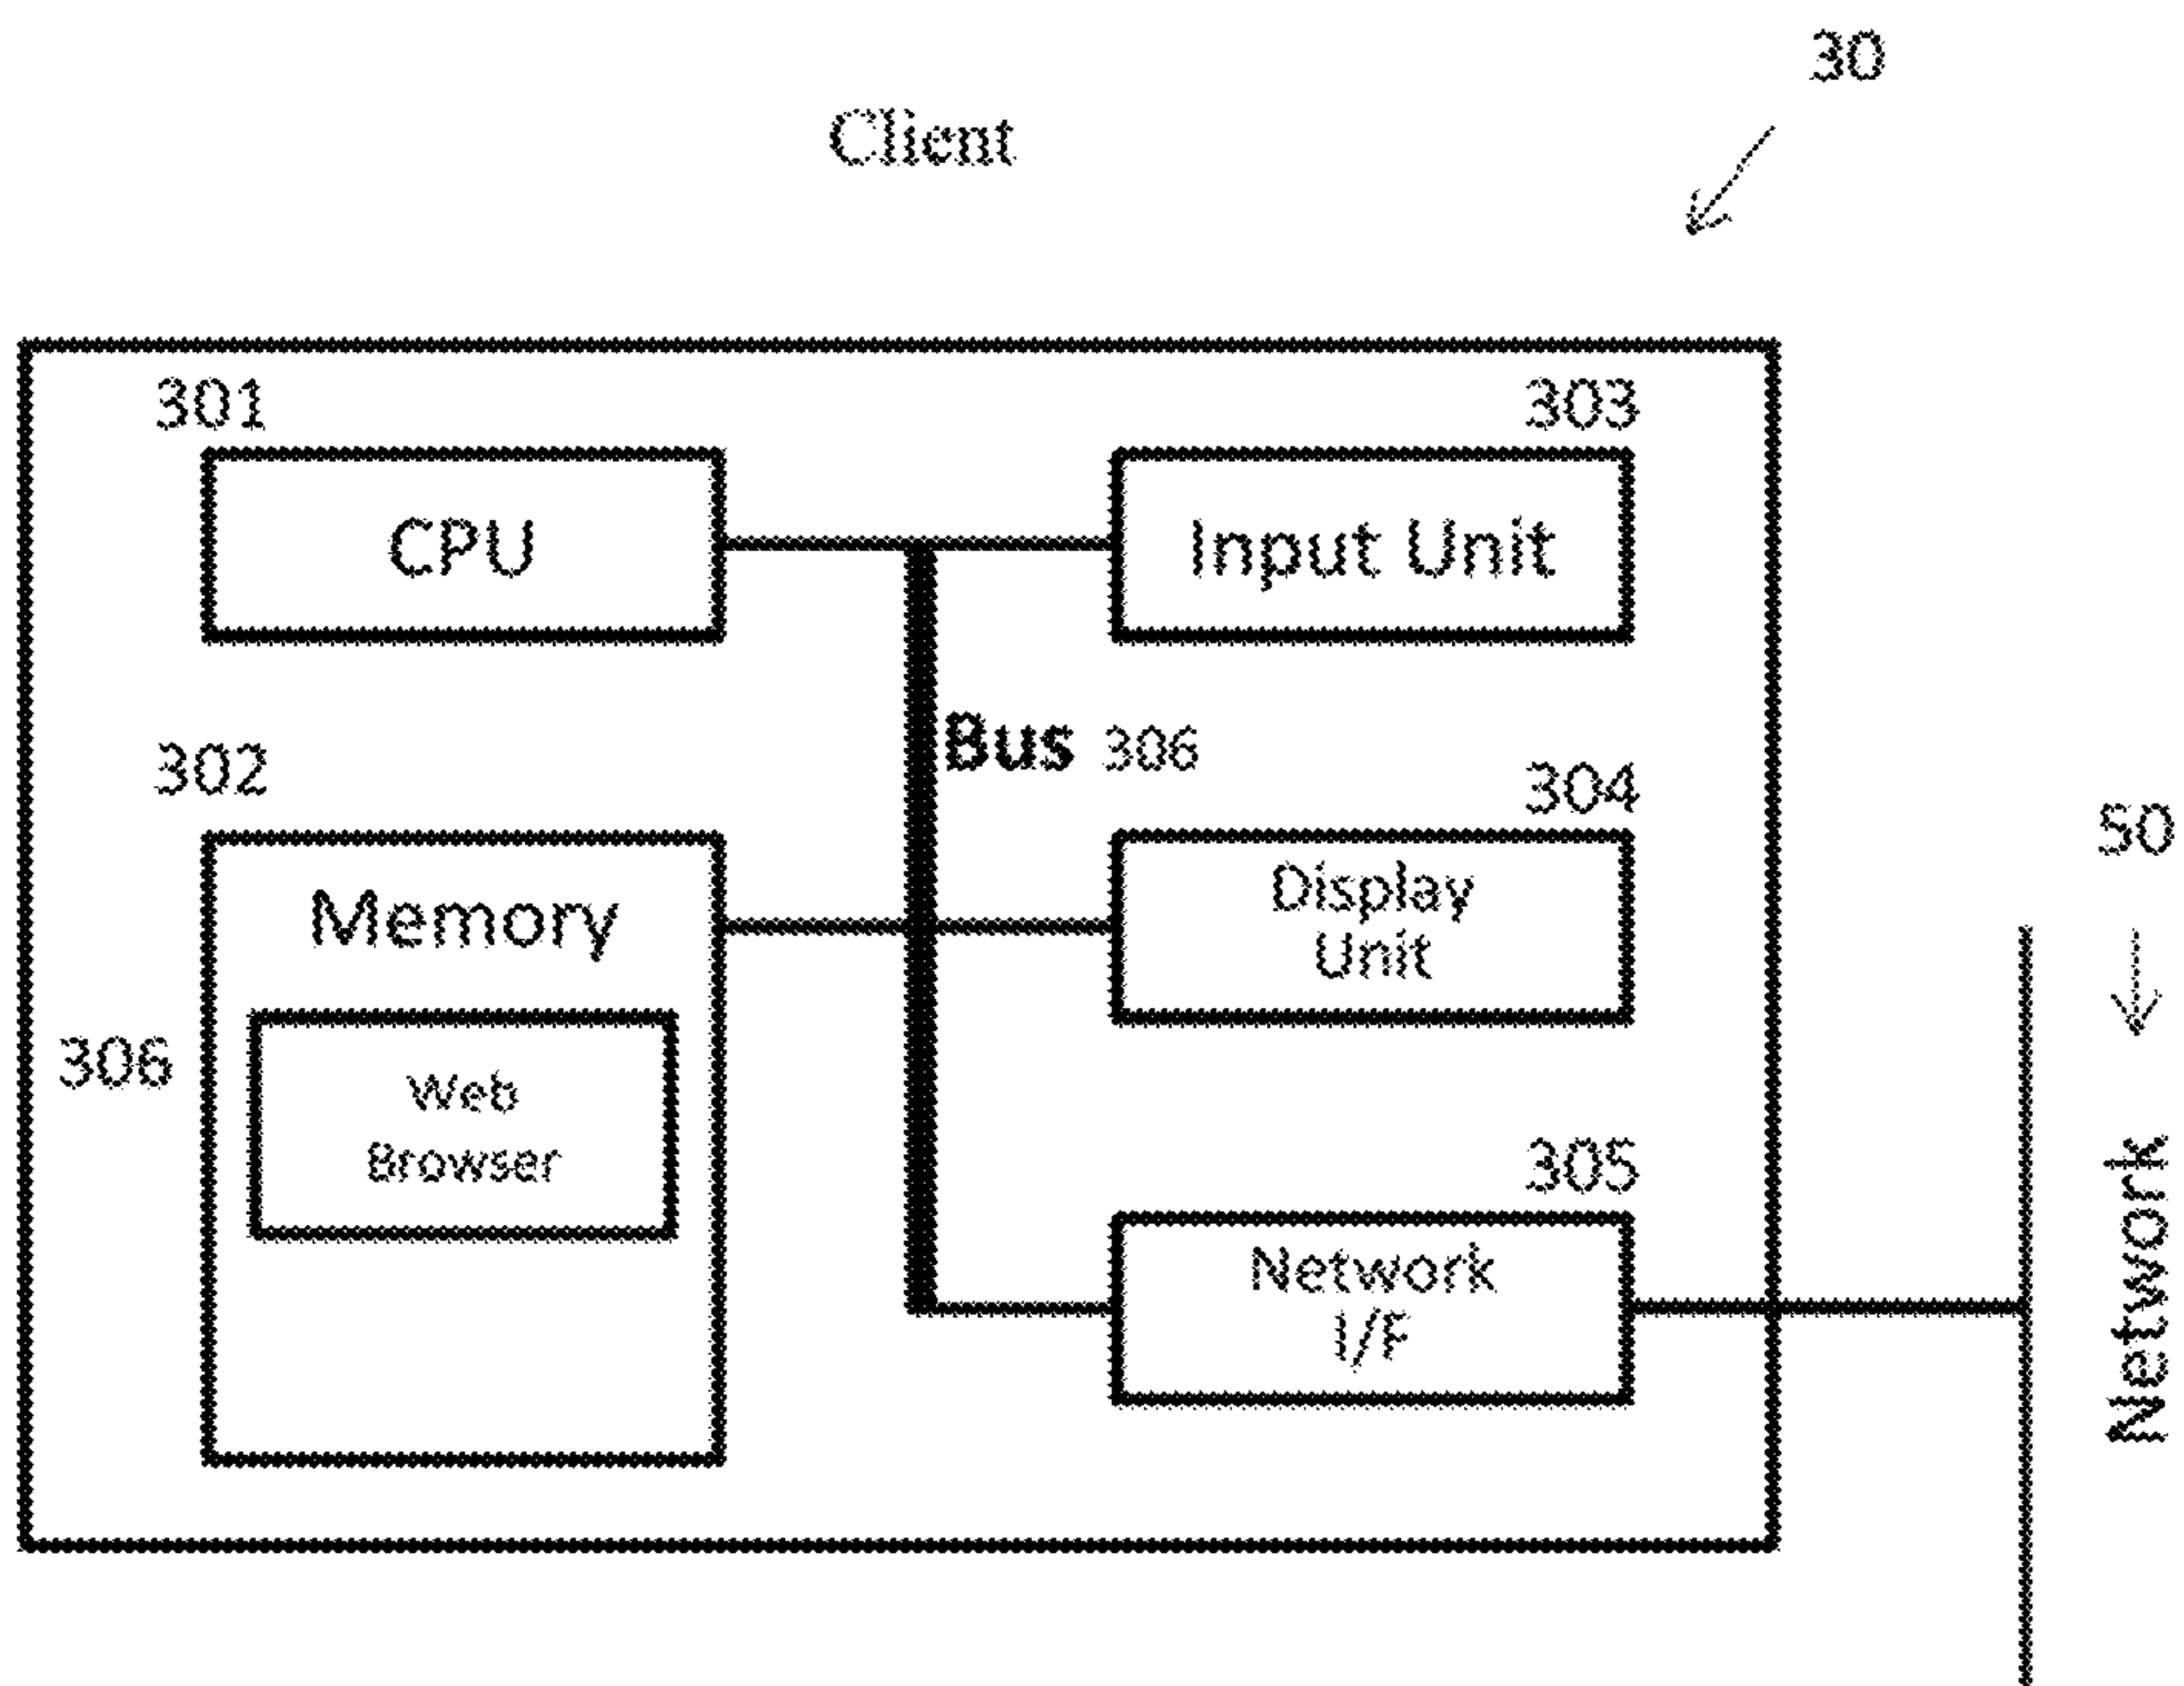 30
Client
301
303
CPU
Input Unit
Bus 306
302
304
50
Memory
Display
Unit
306
Web
Browser
305
Network
I/F
Network